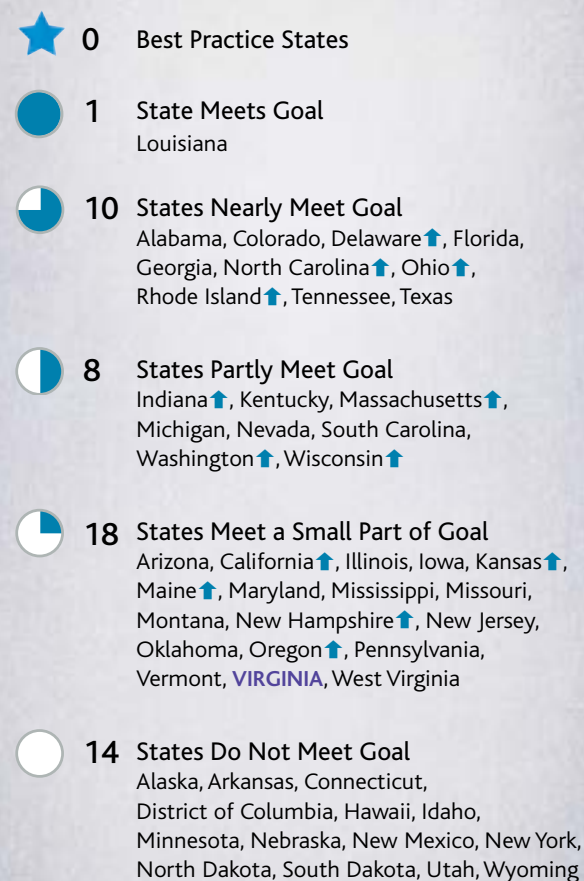 0 Best Practice States
1 State Meets Goal
Louisiana
10 States Nearly Meet Goal
Alabama, Colorado, Delaware⬆, Florida,
Georgia, North Carolina⬆, Ohio⬆,
Rhode Island⬆, Tennessee, Texas
8 States Partly Meet Goal
Indiana⬆, Kentucky, Massachusetts⬆,
Michigan, Nevada, South Carolina,
Washington⬆, Wisconsin⬆
18 States Meet a Small Part of Goal
Arizona, California⬆, Illinois, Iowa, Kansas⬆,
Maine⬆, Maryland, Mississippi, Missouri,
Montana, New Hampshire⬆, New Jersey,
Oklahoma, Oregon⬆, Pennsylvania,
Vermont, VIRGINIA, West Virginia
14 States Do Not Meet Goal
Alaska, Arkansas, Connecticut,
District of Columbia, Hawaii, Idaho,
Minnesota, Nebraska, New Mexico, New York,
North Dakota, South Dakota, Utah, Wyoming